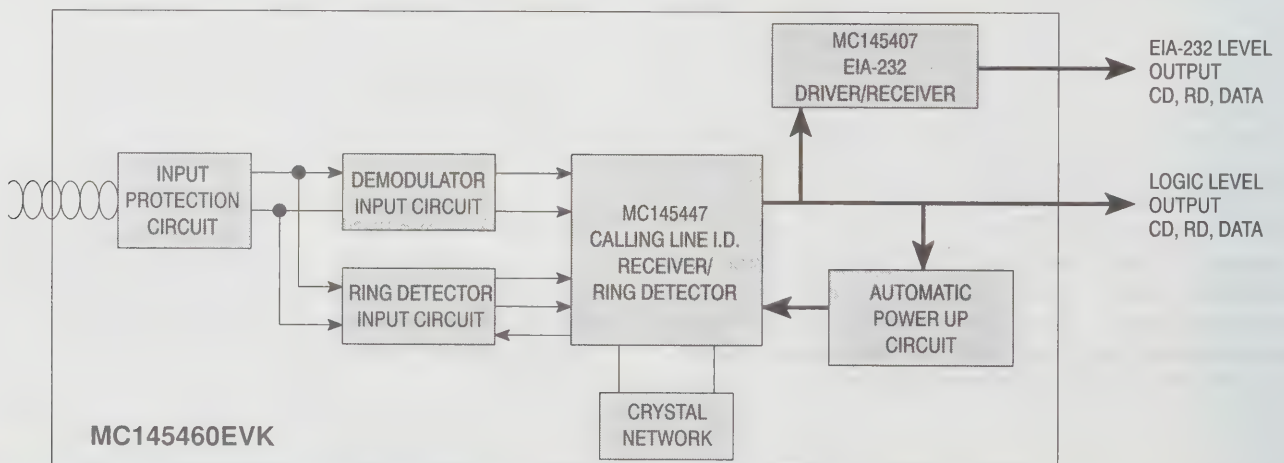 MC145407
EIA-232
DRIVER/RECEIVER
EIA-232 LEVEL
OUTPUT
CD, RD, DATA
INPUT
PROTECTION
CIRCUIT
DEMODULATOR
INPUT CIRCUIT
RING DETECTOR
INPUT CIRCUIT
MC145447
CALLING LINE I.D.
RECEIVER/
RING DETECTOR
LOGIC LEVEL
OUTPUT
CD, RD, DATA
AUTOMATIC
POWER UP
CIRCUIT
CRYSTAL
NETWORK
MC145460EVK